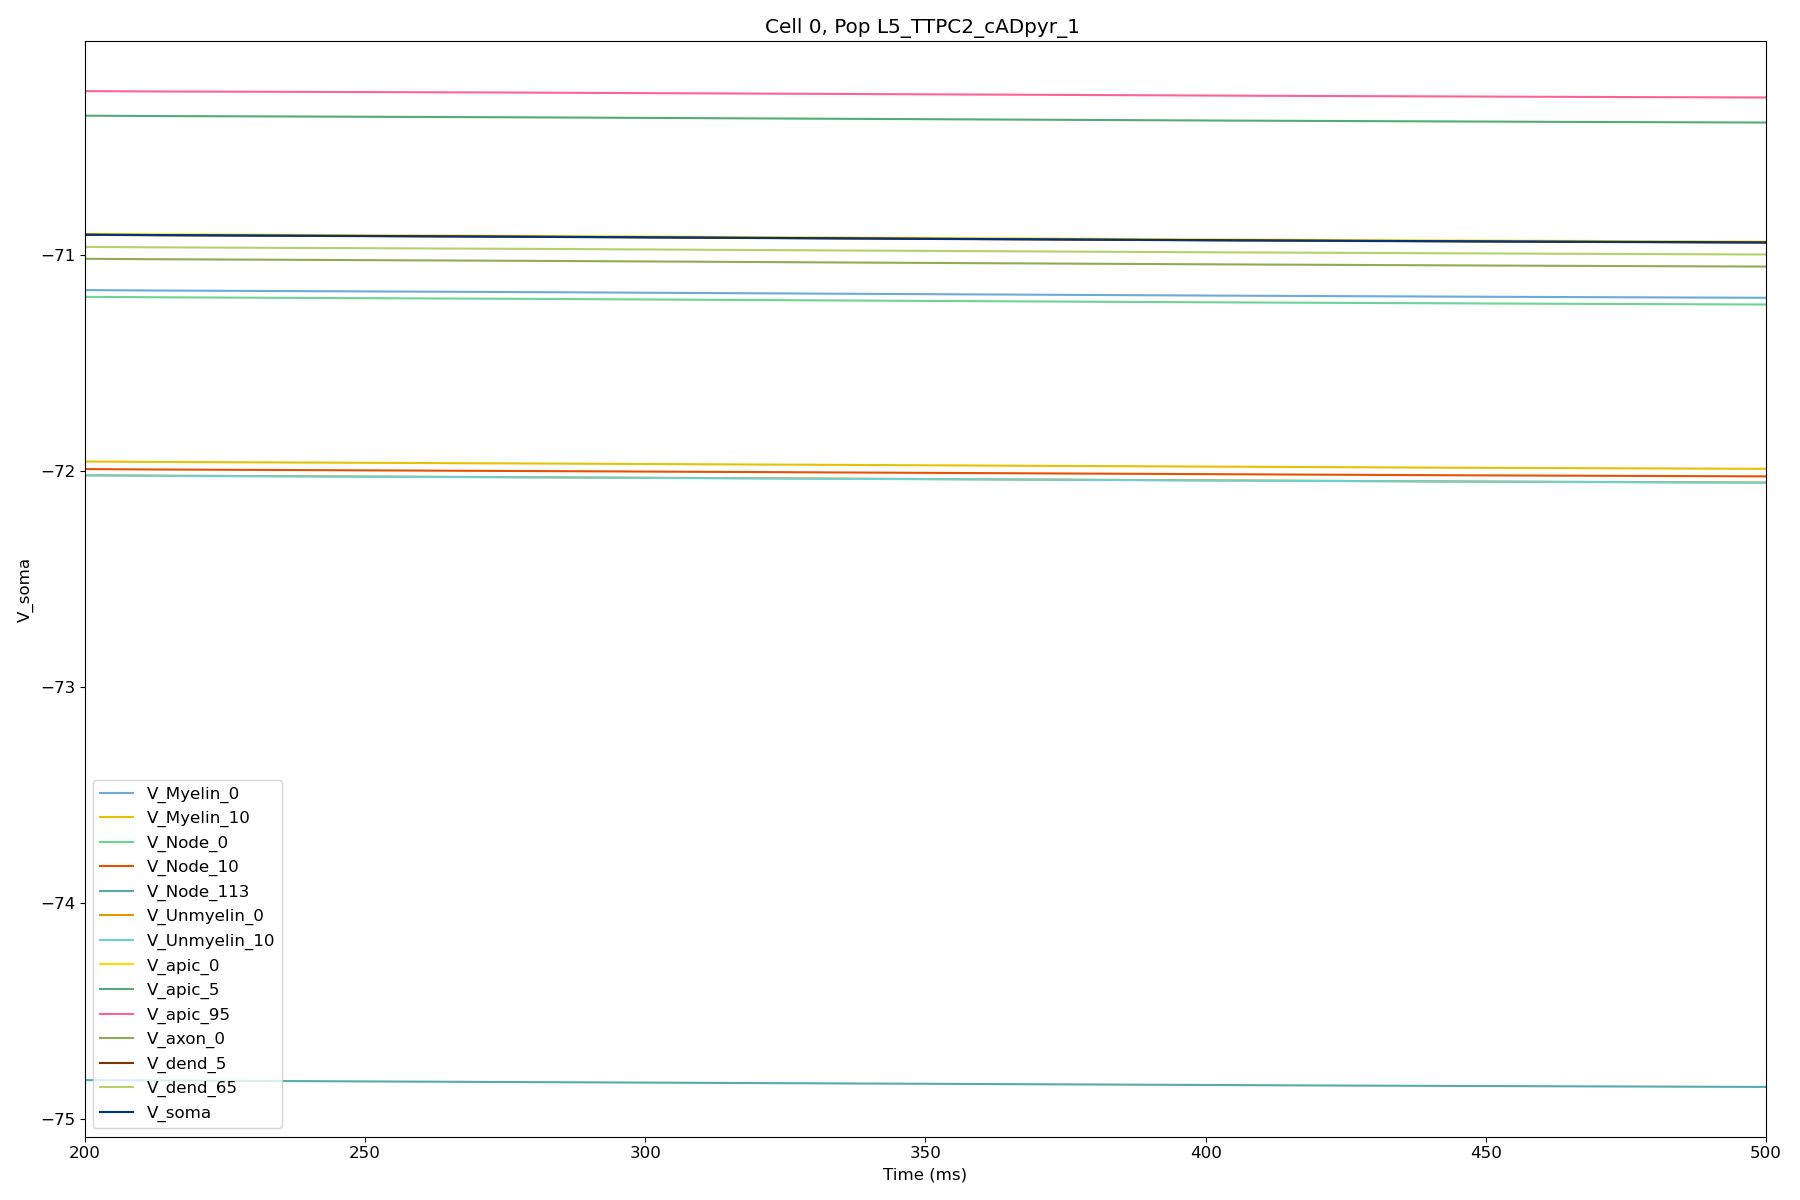 Cell 0, Pop L5_TTPC2_cADpyr_1
V_soma
−71
−72
−73
−74
−75
V_Myelin_0
V_Myelin_10
V_Node_0
V_Node_10
V_Node_113
V_Unmyelin_0
V_Unmyelin_10
V_apic_0
V_apic_5
V_apic_95
V_axon_0
V_dend_5
V_dend_65
V_soma
200 250 300 350 400 450 500
Time (ms)